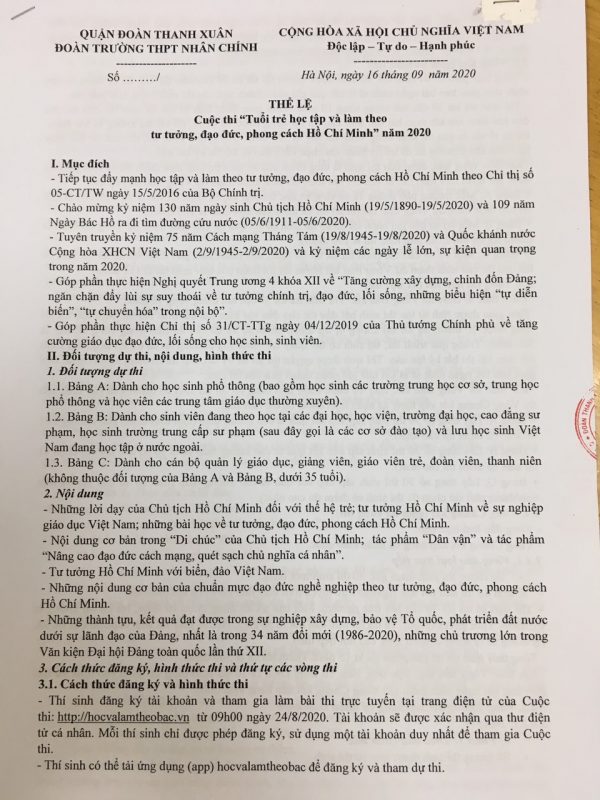 QUẬN ĐOÀN THANH XUÂN
ĐOÀN TRƯỜNG THPT NHÂN CHÍNH
CỘNG HÒA XÃ HỘI CHỦ NGHĨA VIỆT NAM
Độc lập – Tự do – Hạnh phúc
Số ………/
Hà Nội, ngày 16 tháng 09 năm 2020
THỂ LỆ
Cuộc thi “Tuổi trẻ học tập và làm theo
tư tưởng, đạo đức, phong cách Hồ Chí Minh” năm 2020
I. Mục đích
- Tiếp tục đẩy mạnh học tập và làm theo tư tưởng, đạo đức, phong cách Hồ Chí Minh theo Chỉ thị số
05-CT/TW ngày 15/5/2016 của Bộ Chính trị.
- Chào mừng kỷ niệm 130 năm ngày sinh Chủ tịch Hồ Chí Minh (19/5/1890-19/5/2020) và 109 năm
Ngày Bác Hồ ra đi tìm đường cứu nước (05/6/1911-05/6/2020).
- Tuyên truyền kỷ niệm 75 năm Cách mạng Tháng Tám (19/8/1945-19/8/2020) và Quốc khánh nước
Cộng hòa XHCN Việt Nam (2/9/1945-2/9/2020) và kỷ niệm các ngày lễ lớn, sự kiện quan trọng
trong năm 2020.
- Góp phần thực hiện Nghị quyết Trung ương 4 khóa XII về “Tăng cường xây dựng, chỉnh đốn Đảng;
ngăn chặn đẩy lùi sự suy thoái về tư tưởng chính trị, đạo đức, lối sống, những biểu hiện “tự diễn
biến”, “tự chuyển hóa” trong nội bộ”.
- Góp phần thực hiện Chỉ thị số 31/CT-TTg ngày 04/12/2019 của Thủ tướng Chính phủ về tăng
cường giáo dục đạo đức, lối sống cho học sinh, sinh viên.
II. Đối tượng dự thi, nội dung, hình thức thi
1. Đối tượng dự thi
1.1. Bảng A: Dành cho học sinh phổ thông (bao gồm học sinh các trường trung học cơ sở, trung học
phổ thông và học viên các trung tâm giáo dục thường xuyên).
1.2. Bảng B: Dành cho sinh viên đang theo học tại các đại học, học viện, trường đại học, cao đẳng sư
phạm, học sinh trường trung cấp sư phạm (sau đây gọi là các cơ sở đào tạo) và lưu học sinh Việt
Nam đang học tập ở nước ngoài.
1.3. Bảng C: Dành cho cán bộ quản lý giáo dục, giảng viên, giáo viên trẻ, đoàn viên, thanh niên
(không thuộc đối tượng của Bảng A và Bảng B, dưới 35 tuổi).
2. Nội dung
- Những lời dạy của Chủ tịch Hồ Chí Minh đối với thế hệ trẻ; tư tưởng Hồ Chí Minh về sự nghiệp
giáo dục Việt Nam; những bài học về tư tưởng, đạo đức, phong cách Hồ Chí Minh.
- Nội dung cơ bản trong “Di chúc” của Chủ tịch Hồ Chí Minh; tác phẩm “Dân vận” và tác phẩm
“Nâng cao đạo đức cách mạng, quét sạch chủ nghĩa cá nhân”.
- Tư tưởng Hồ Chí Minh với biển, đảo Việt Nam.
- Những nội dung cơ bản của chuẩn mực đạo đức nghề nghiệp theo tư tưởng, đạo đức, phong cách
Hồ Chí Minh.
- Những thành tựu, kết quả đạt được trong sự nghiệp xây dựng, bảo vệ Tổ quốc, phát triển đất nước
dưới sự lãnh đạo của Đảng, nhất là trong 34 năm đổi mới (1986-2020), những chủ trương lớn trong
Văn kiện Đại hội Đảng toàn quốc lần thứ XII.
3. Cách thức đăng ký, hình thức thi và thứ tự các vòng thi
3.1. Cách thức đăng ký và hình thức thi
- Thí sinh đăng ký tài khoản và tham gia làm bài thi trực tuyến tại trang điện tử của Cuộc
thi: http://hocvalamtheobac.vn từ 09h00 ngày 24/8/2020. Tài khoản sẽ được xác nhận qua thư điện
tử cá nhân. Mỗi thí sinh chỉ được phép đăng ký, sử dụng một tài khoản duy nhất để tham gia Cuộc
thi.
- Thí sinh có thể tải ứng dụng (app) hocvalamtheobac để đăng ký và tham dự thi.